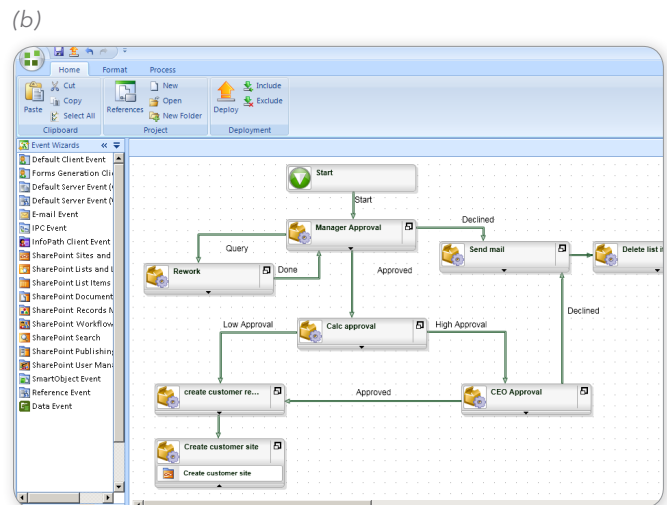 (b)
Home Format Process
Paste
Cut
Copy
Select All
Clipboard
References
New
Open
New Folder
Project
Deploy
Include
Exclude
Deployment
Event Wizards
Default Client Event
Forms Generation Clie
Default Server Event (
Default Server Event (
E-mail Event
IPC Event
InfoPath Client Event
SharePoint Sites and
SharePoint Lists and L
SharePoint List Items
SharePoint Document
SharePoint Records M
SharePoint Workflow
SharePoint Search
SharePoint Publishing
SharePoint User Mana
SmartObject Event
Reference Event
Data Event
Start
Start
Manager Approval
Declined
Query
Send mail
Delete list it
Rework
Done
Approved
Declined
Low Approval
Calc approval
High Approval
create customer re...
Approved
CEO Approval
Create customer site
Create customer site